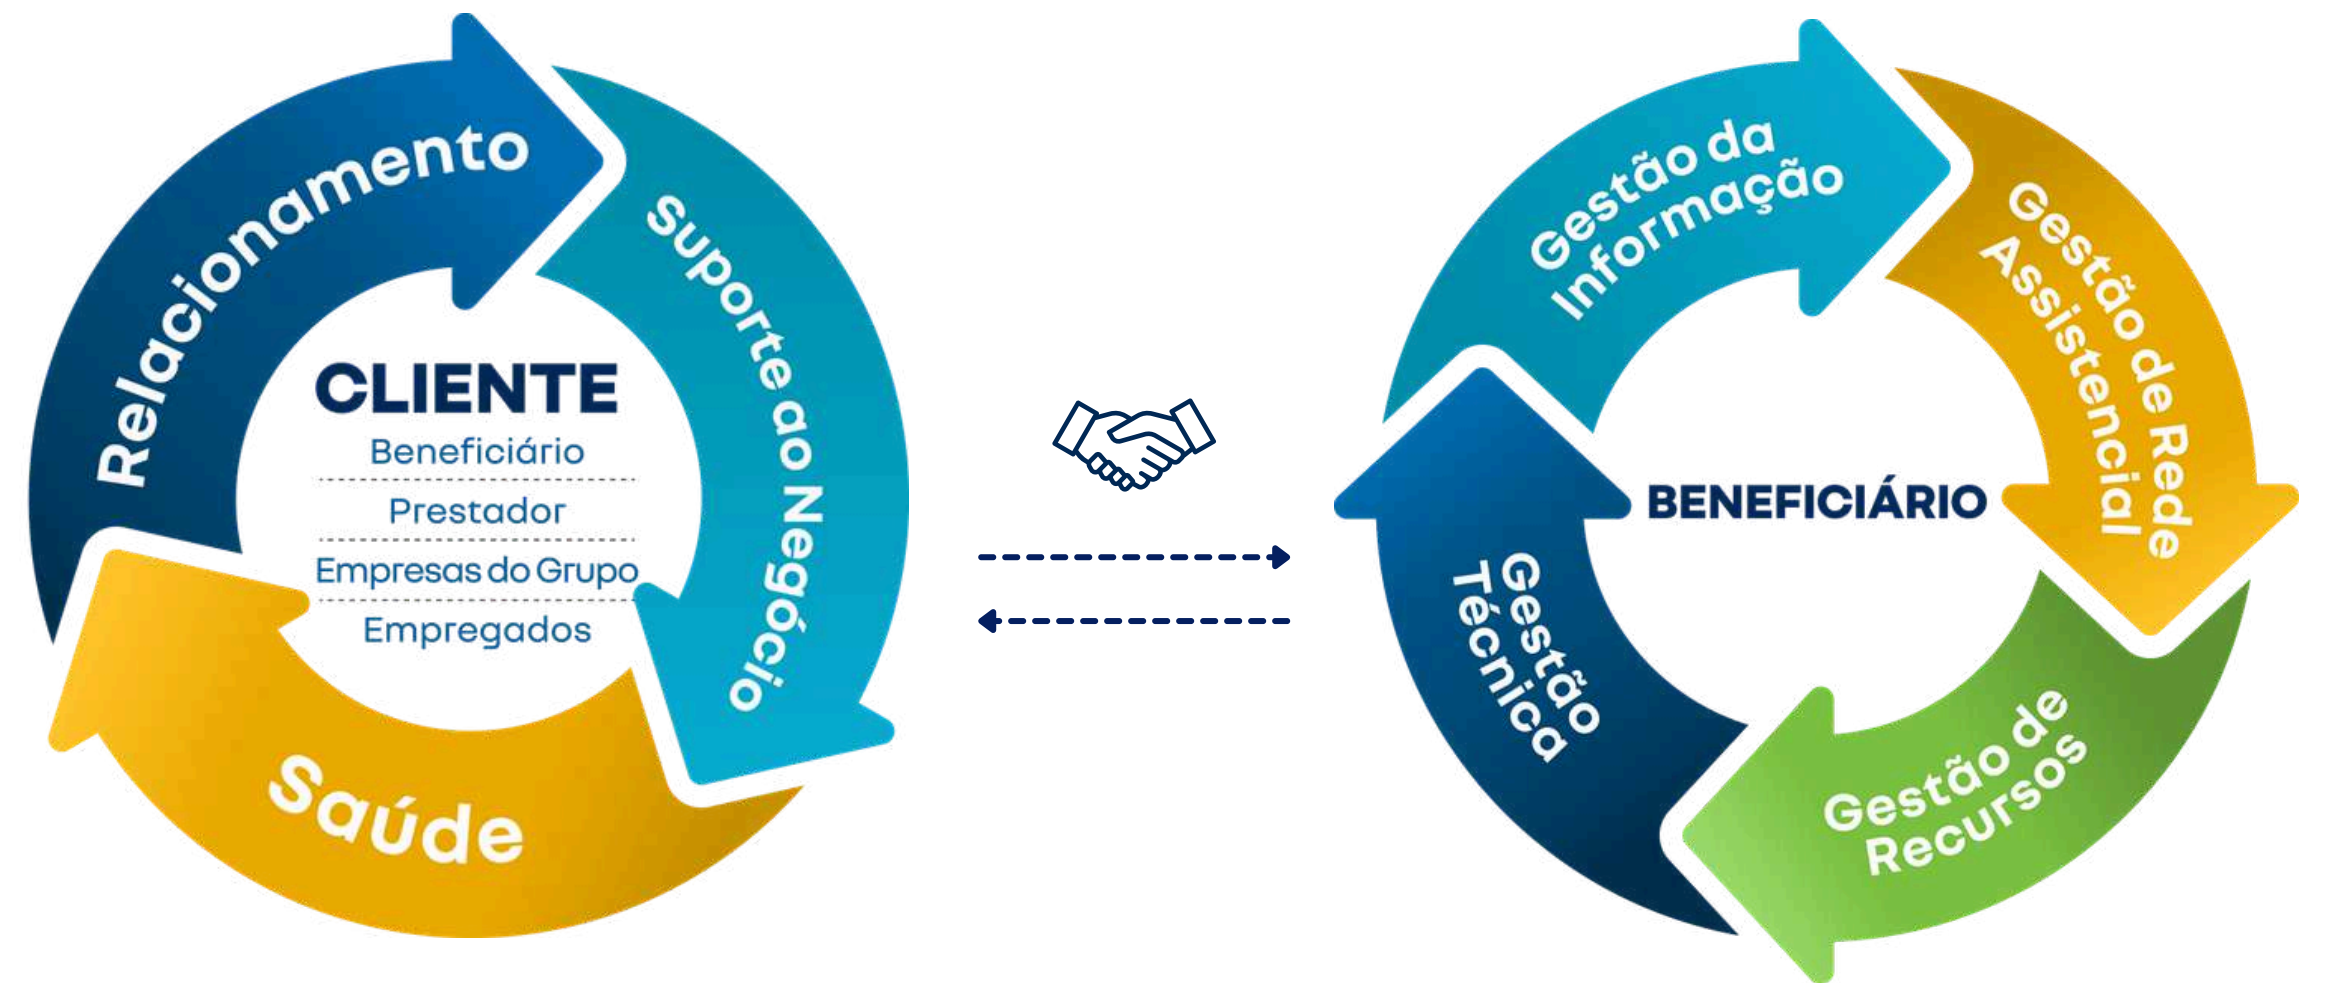 Relacionamento
Suporte ao Negócio
Saúde
CLIENTE
Beneficiário
Prestador
Empresas do Grupo
Empregados
Gestão da
Informação
Gestão de Rede
Assistencial
Gestão de
Recursos
Gestão
Técnica
BENEFICIÁRIO